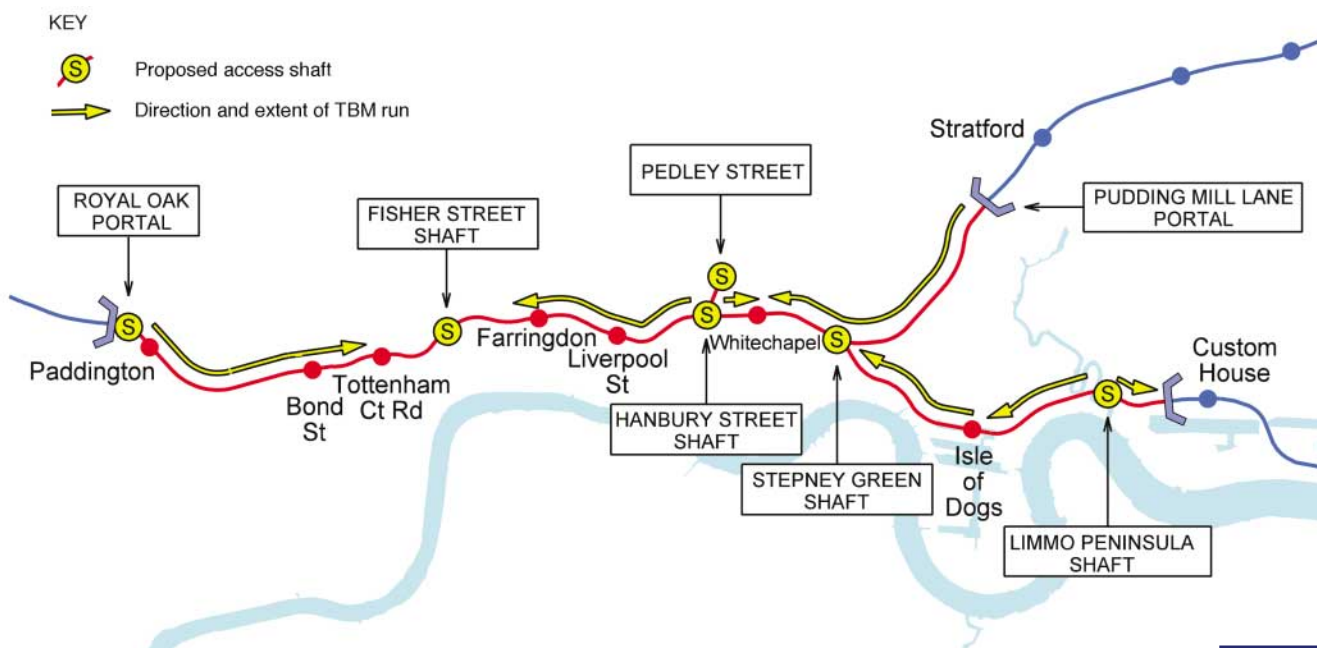 KEY
S
Proposed access shaft
Direction and extent of TBM run
ROYAL OAK
PORTAL
FISHER STREET
SHAFT
PEDLEY STREET
Stratford
PUDDING MILL LANE
PORTAL
S
S
S
S
S
S
S
Paddington
Bond
St
Tottenham
Ct Rd
Farringdon
Liverpool
St
Whitechapel
HANBURY STREET
SHAFT
STEPNEY GREEN
SHAFT
Isle
of
Dogs
Custom
House
LIMMO PENINSULA
SHAFT